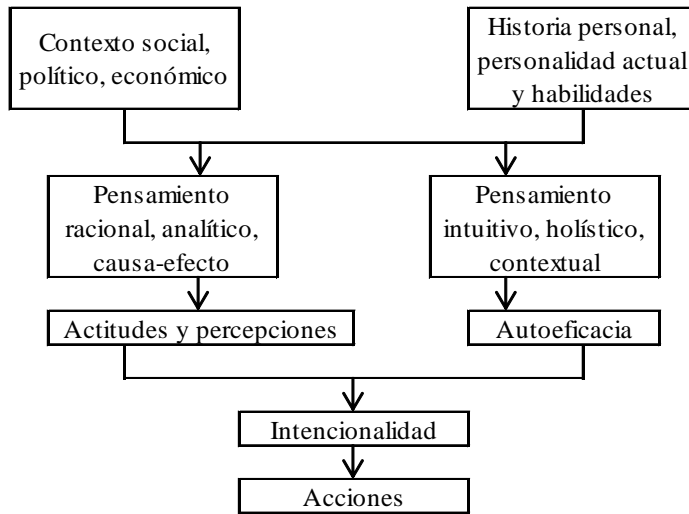 Contexto social,
político, económico
Historia personal,
personalidad actual
y habilidades
Pensamiento
racional, analítico,
causa-efecto
Pensamiento
intuitivo, holístico,
contextual
Actitudes y percepciones
Autoeficacia
Intencionalidad
Acciones